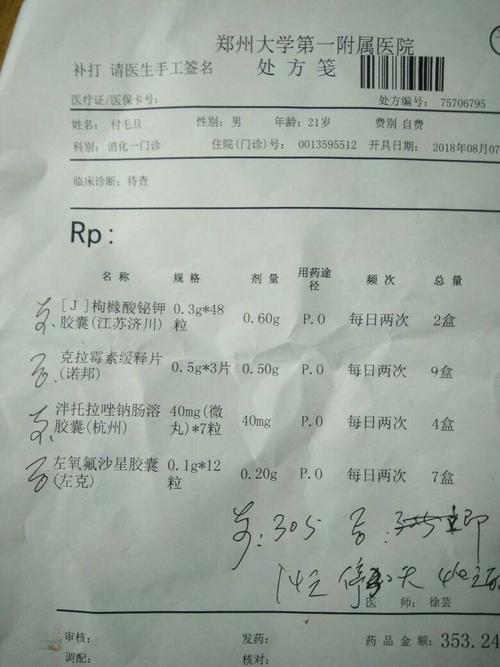 郑州大学第一附属医院
补打 请医生手工签名 处方笺
医疗证/医保卡号: 处方编号: 75706795
姓名: 付毛旦 性别: 男 年龄: 21岁 费别 自费
科别: 消化一门诊 住院(门诊)号: 0013595512 开具日期: 2018年08月07
临床诊断: 待查
Rp:
名称 规格 剂量 用药途径 频次 总量
[J]枸橼酸铋钾胶囊(江苏济川) 0.3g*48粒 0.60g P.O 每日两次 2盒
克拉霉素缓释片(诺邦) 0.5g*3片 0.50g P.O 每日两次 9盒
泮托拉唑钠肠溶胶囊(杭州) 40mg(微丸)*7粒 40mg P.O 每日两次 4盒
左氧氟沙星胶囊(左克) 0.1g*12粒 0.20g P.O 每日两次 7盒
医 师: 徐芸
审核: 发药: 药品金额: 353.24
调配: 核对: